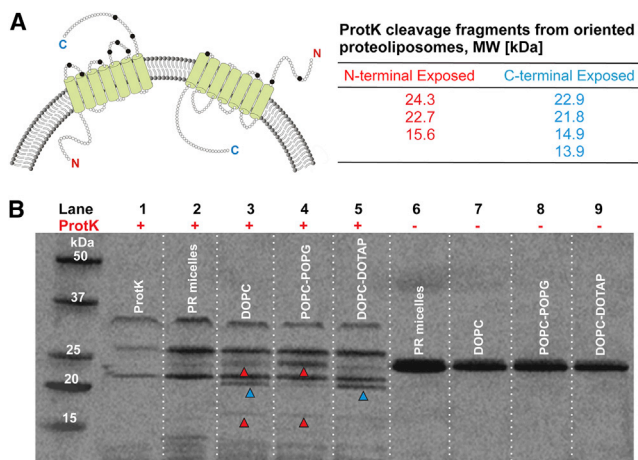 A
C
N
N
C
ProtK cleavage fragments from oriented
proteoliposomes, MW [kDa]
N-terminal Exposed C-terminal Exposed
24.3 22.9
22.7 21.8
15.6 14.9
13.9
B
Lane 1 2 3 4 5 6 7 8 9
ProtK + + + + + - - - -
kDa
50
37
25
20
15
ProtK
PR micelles
DOPC
POPC-POPG
DOPC-DOTAP
PR micelles
DOPC
POPC-POPG
DOPC-DOTAP